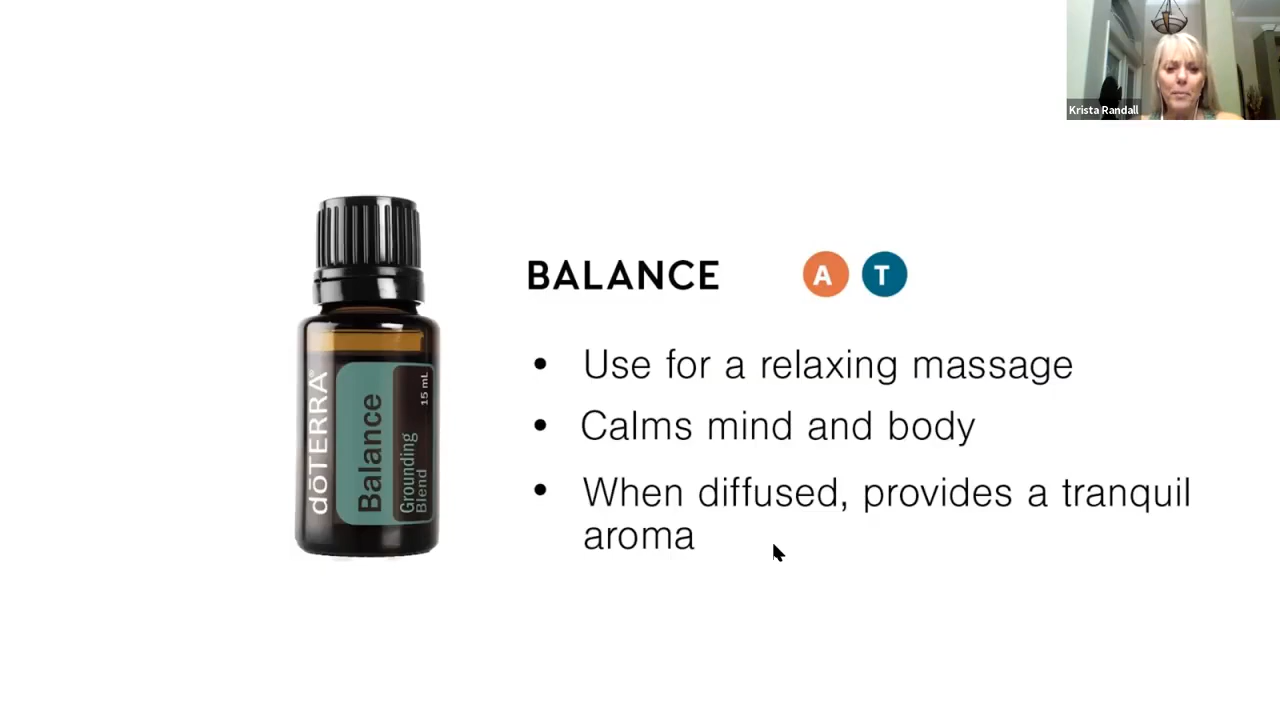 Krista Randall
BALANCE
A T
• Use for a relaxing massage
• Calms mind and body
• When diffused, provides a tranquil
aroma
dōTERRA®
Balance
Grounding
Blend
15 mL